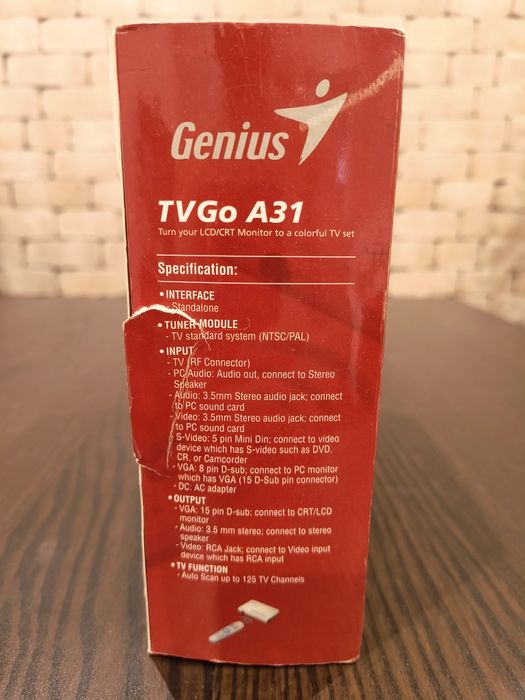 Genius
TVGo A31
Turn your LCD/CRT Monitor to a colorful TV set
Specification:
• INTERFACE
- Standalone
• TUNER MODULE
- TV standard system (NTSC/PAL)
• INPUT
- TV (RF Connector)
- PC Audio: Audio out, connect to Stereo
Speaker
- Audio: 3.5mm Stereo audio jack; connect
to PC sound card
- Video: 3.5mm Stereo audio jack; connect
to PC sound card
- S-Video: 5 pin Mini Din; connect to video
device which has S-video such as DVD.
CR, or Camcorder
- VGA: 8 pin D-sub; connect to PC monitor
which has VGA (15 D-Sub pin connector)
- DC: AC adapter
• OUTPUT
- VGA: 15 pin D-sub; connect to CRT/LCD
monitor
- Audio: 3.5 mm stereo; connect to stereo
speaker
- Video: RCA Jack; connect to Video input
device which has RCA input
• TV FUNCTION
- Auto Scan up to 125 TV Channels